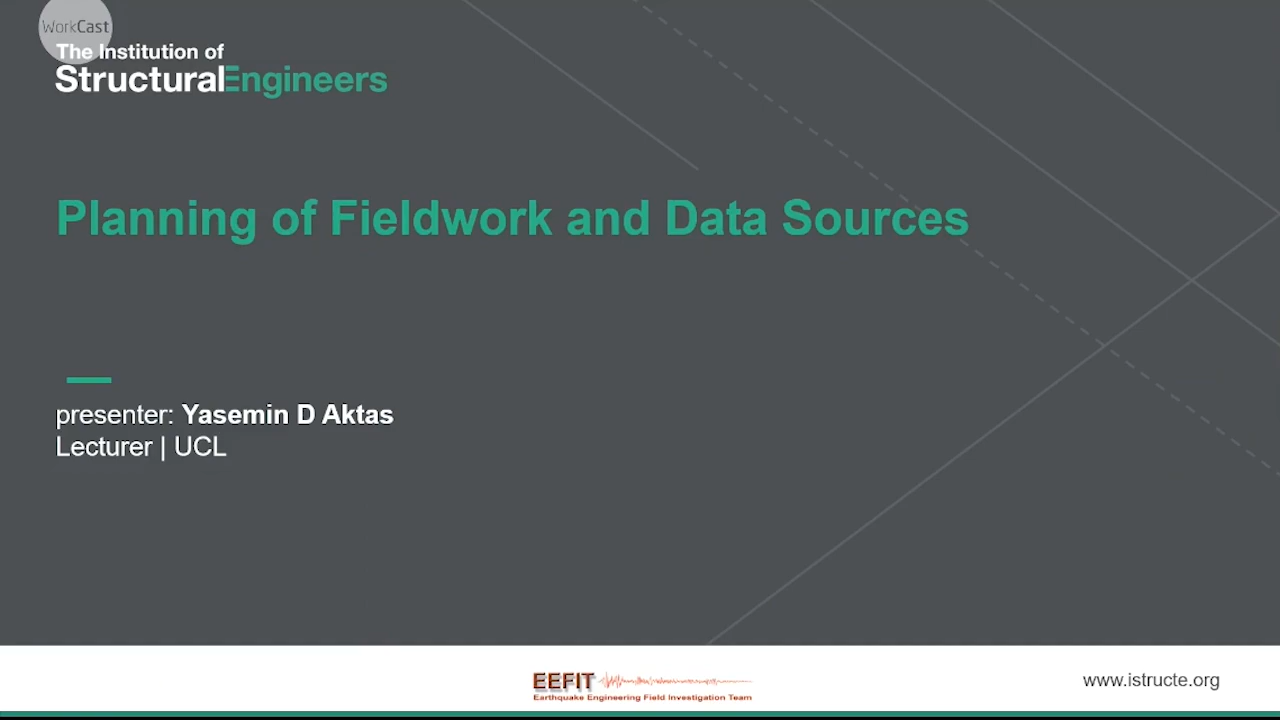 WorkCast
The Institution of
StructuralEngineers
Planning of Fieldwork and Data Sources
presenter: Yasemin D Aktas
Lecturer | UCL
EEFIT
Earthquake Engineering Field Investigation Team
www.istructe.org